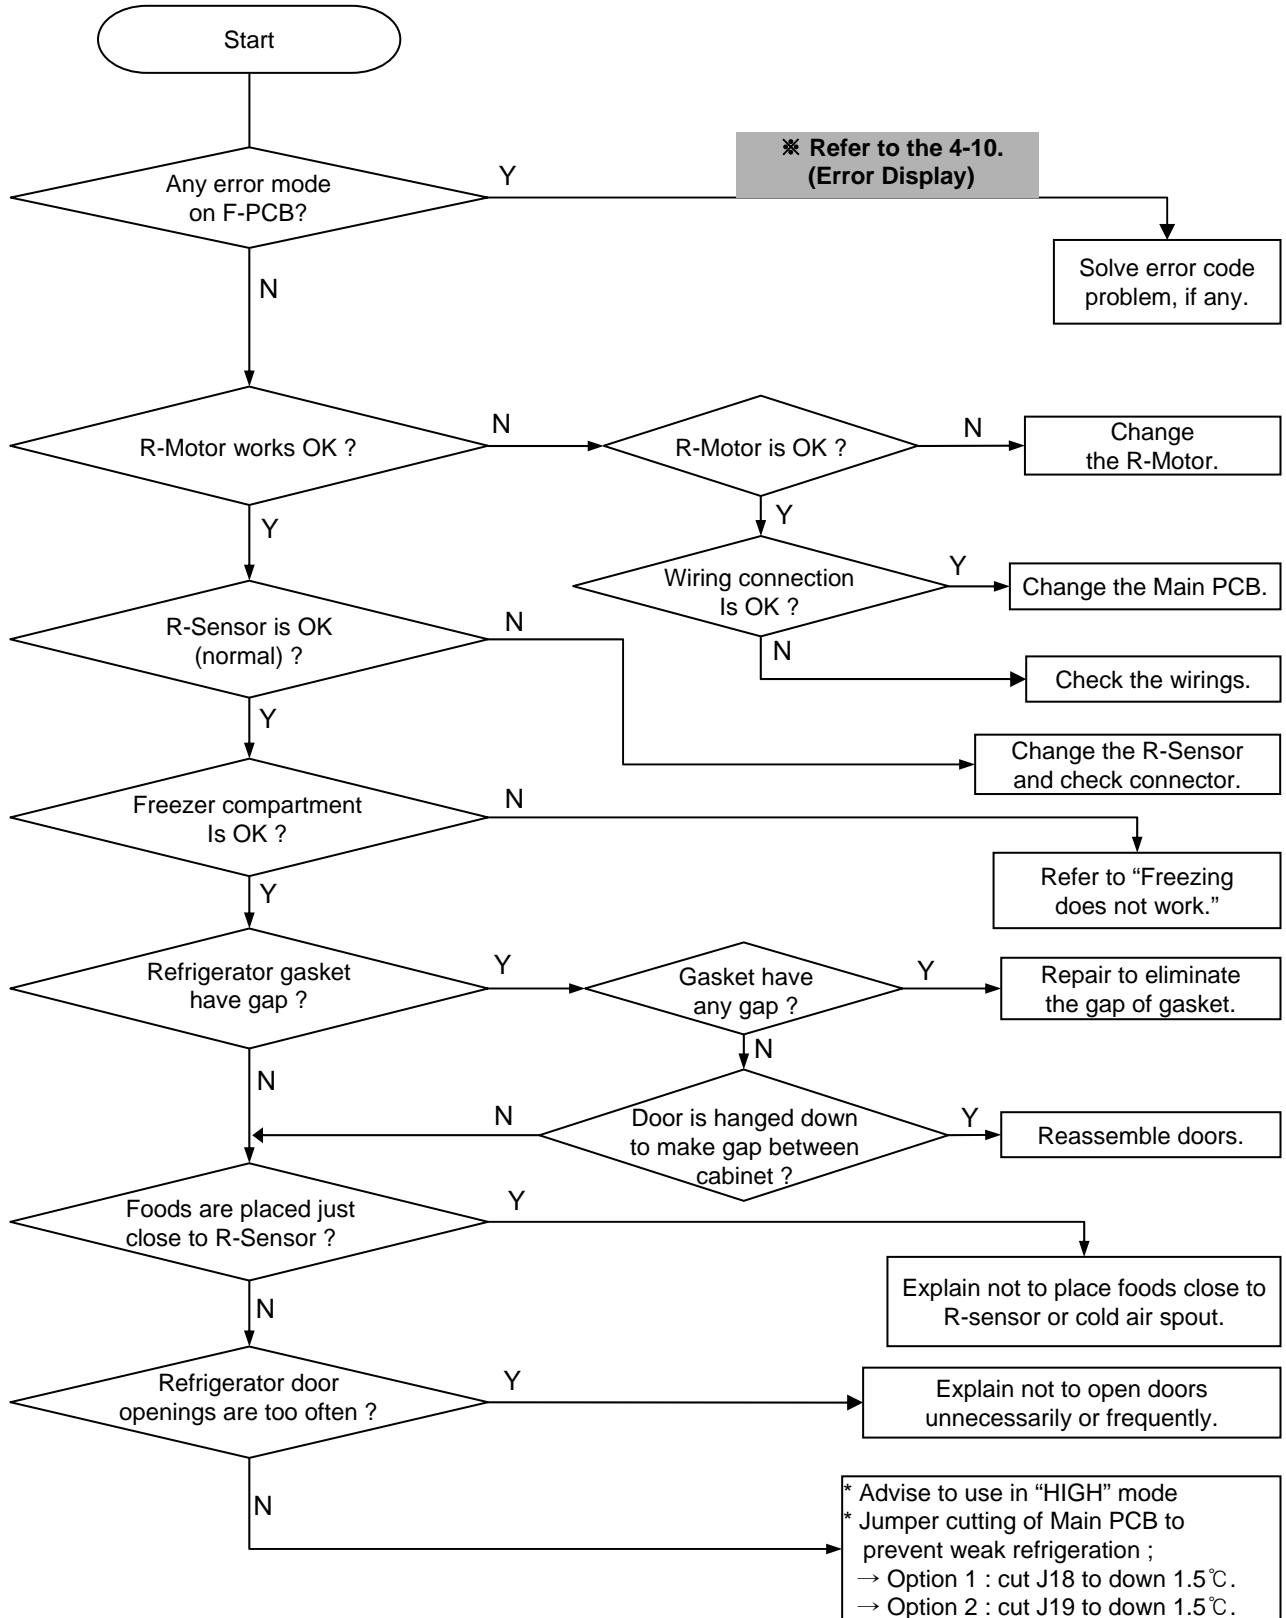 Start
Any error mode
on F-PCB?
Y
※ Refer to the 4-10.
(Error Display)
Solve error code
problem, if any.
N
R-Motor works OK ?
N
R-Motor is OK ?
N
Change
the R-Motor.
Y
Y
Wiring connection
Is OK ?
Y
Change the Main PCB.
N
Check the wirings.
R-Sensor is OK
(normal) ?
N
Change the R-Sensor
and check connector.
Y
Freezer compartment
Is OK ?
N
Refer to “Freezing
does not work.”
Y
Refrigerator gasket
have gap ?
Y
Gasket have
any gap ?
Y
Repair to eliminate
the gap of gasket.
N
N
Door is hanged down
to make gap between
cabinet ?
N
Y
Reassemble doors.
Foods are placed just
close to R-Sensor ?
Y
Explain not to place foods close to
R-sensor or cold air spout.
N
Refrigerator door
openings are too often ?
Y
Explain not to open doors
unnecessarily or frequently.
N
* Advise to use in “HIGH” mode
* Jumper cutting of Main PCB to
prevent weak refrigeration ;
→ Option 1 : cut J18 to down 1.5℃.
→ Option 2 : cut J19 to down 1.5℃.